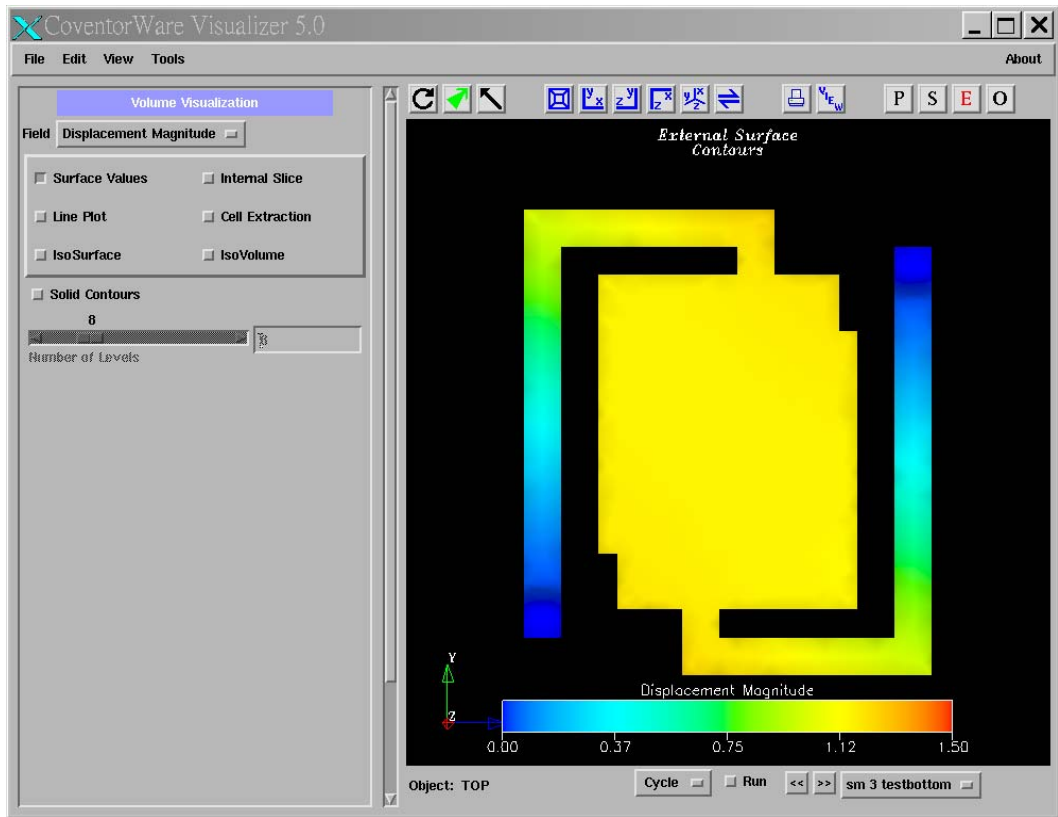 CoventorWare Visualizer 5.0
File Edit View Tools About
Volume Visualization
Field Displacement Magnitude
Surface Values Internal Slice
Line Plot Cell Extraction
IsoSurface IsoVolume
Solid Contours
8
8
Number of Levels
y x z y z x y x z
VIEW
P S E O
External Surface
Contours
Y
Z
Displacement Magnitude
0.00 0.37 0.75 1.12 1.50
Object: TOP Cycle Run << >> sm 3 testbottom